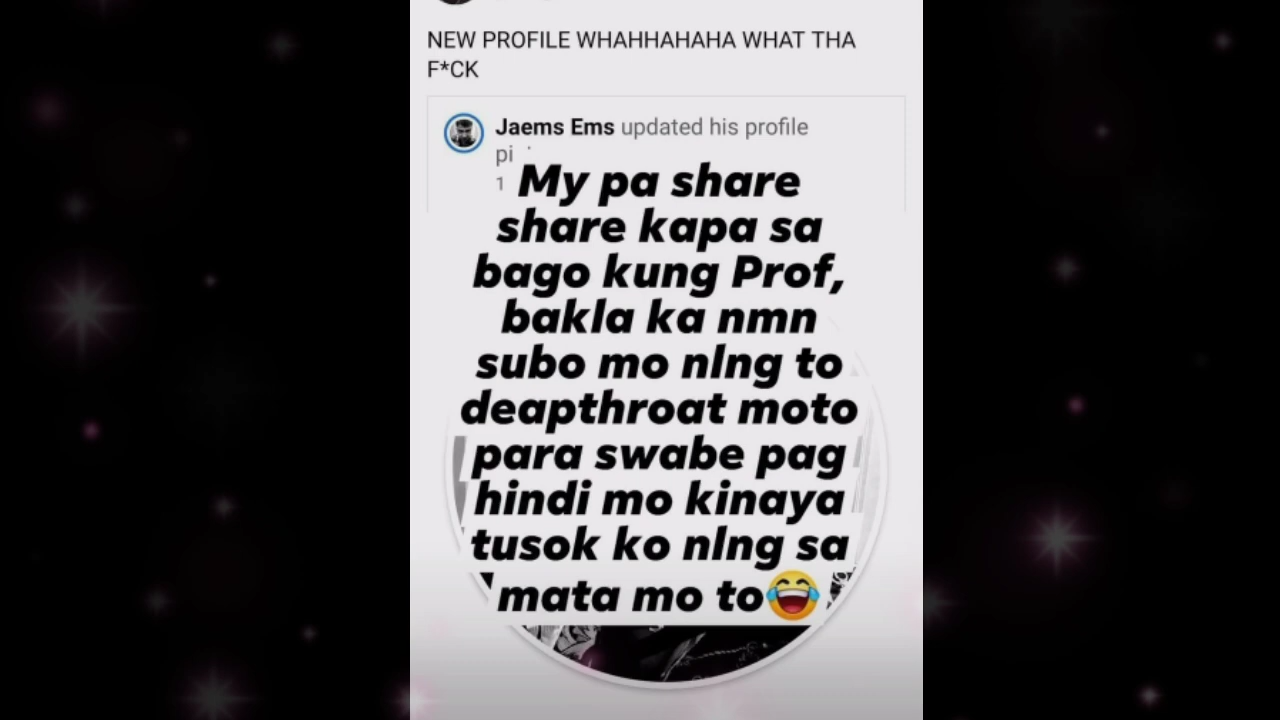 NEW PROFILE WHAHHAHAHA WHAT THA
F*CK
Jaems Ems updated his profile
pi
1
My pa share
share kapa sa
bago kung Prof,
bakla ka nmn
subo mo nlng to
deapthroat moto
para swabe pag
hindi mo kinaya
tusok ko nlng sa
mata mo to😂